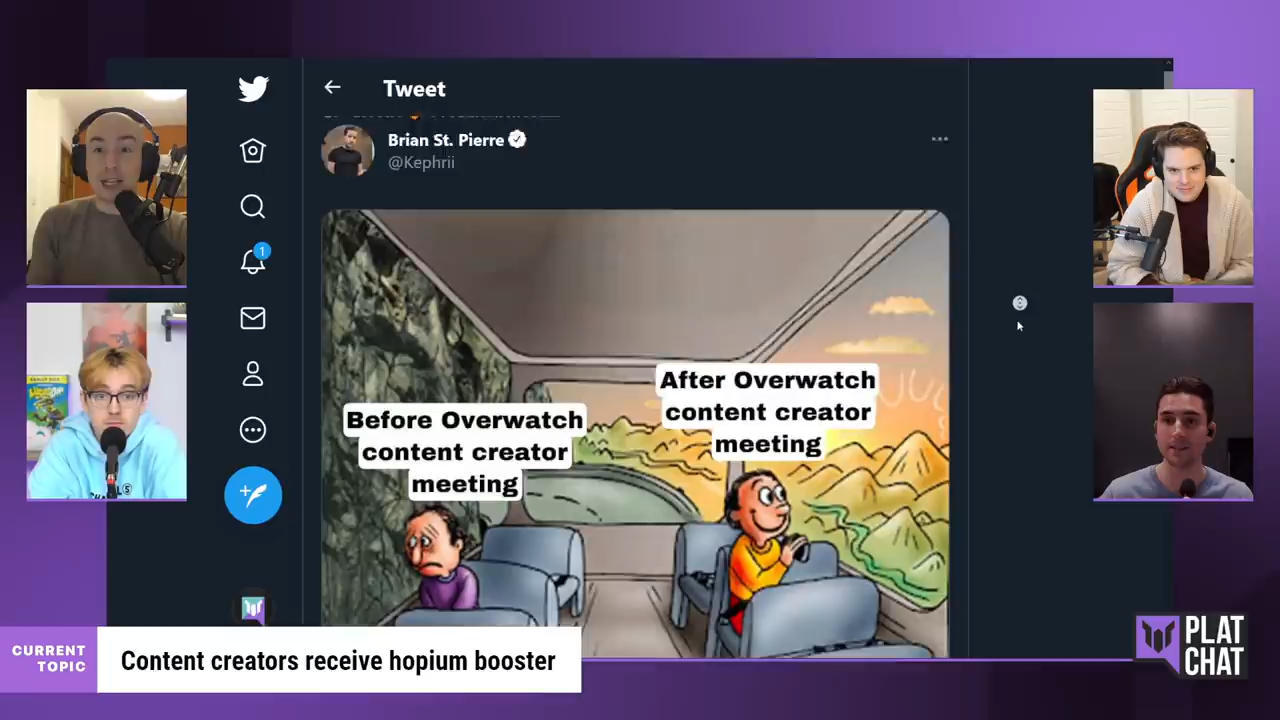 Tweet
Brian St. Pierre
@Kephrii
1
Before Overwatch
content creator
meeting
After Overwatch
content creator
meeting
CURRENT
TOPIC
Content creators receive hopium booster
PLAT
CHAT